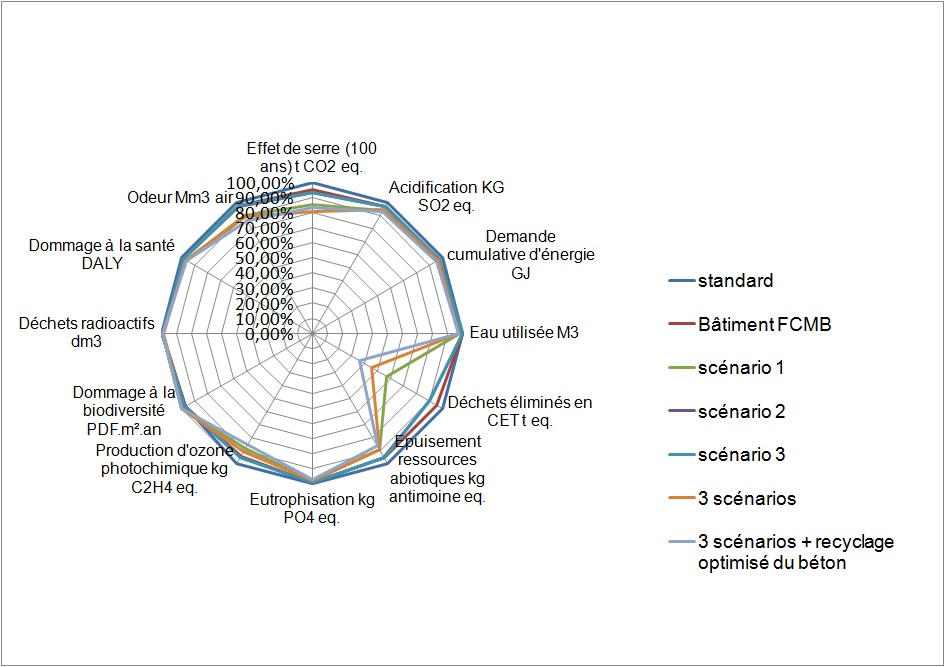 Effet de serre (100
ans) t CO2 eq.
Acidification KG
SO2 eq.
Demande
cumulative d'énergie
GJ
Eau utilisée M3
Déchets éliminés en
CET t eq.
Epuisement
ressources
abiotiques kg
antimoine eq.
Eutrophisation kg
PO4 eq.
Production d'ozone
photochimique kg
C2H4 eq.
Dommage à la
biodiversité
PDF.m².an
Déchets radioactifs
dm3
Dommage à la santé
DALY
Odeur Mm3 air
100,00%
90,00%
80,00%
70,00%
60,00%
50,00%
40,00%
30,00%
20,00%
10,00%
0,00%
standard
Bâtiment FCMB
scénario 1
scénario 2
scénario 3
3 scénarios
3 scénarios + recyclage
optimisé du béton